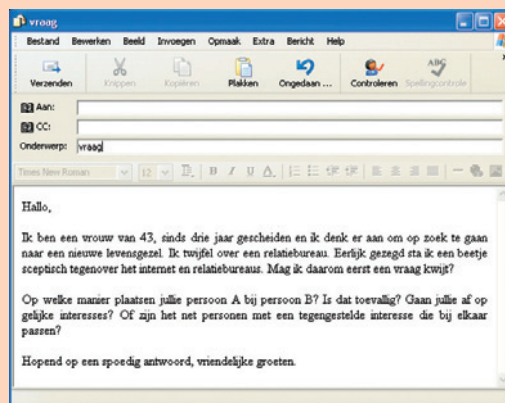 vraag
Bestand Bewerken Beeld Invoegen Opmaak Extra Bericht Help
Verzenden Knippen Kopiëren Plakken Ongedaan ... Controleren Spellingcontrole
Aan:
CC:
Onderwerp: vraag
Times New Roman 12 B I U A
Hallo,
Ik ben een vrouw van 43, sinds drie jaar gescheiden en ik denk er aan om op zoek te gaan
naar een nieuwe levensgezel. Ik twijfel over een relatiebureau. Eerlijk gezegd sta ik een beetje
sceptisch tegenover het internet en relatiebureaus. Mag ik daarom eerst een vraag kwijt?
Op welke manier plaatsen jullie persoon A bij persoon B? Is dat toevallig? Gaan jullie af op
gelijke interesses? Of zijn het net personen met een tegengestelde interesse die bij elkaar
passen?
Hopend op een spoedig antwoord, vriendelijke groeten.